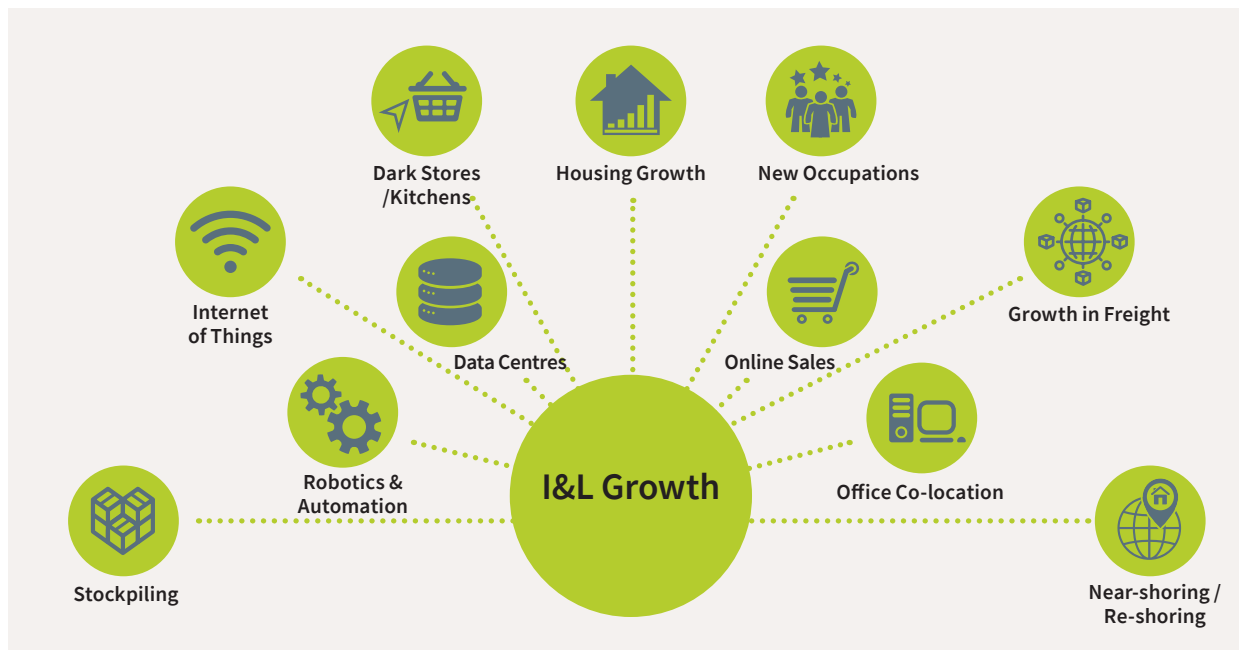 Dark Stores
/Kitchens
Housing Growth
New Occupations
Internet
of Things
Growth in Freight
Data Centres
Online Sales
Robotics &
Automation
I&L Growth
Office Co-location
Stockpiling
Near-shoring /
Re-shoring